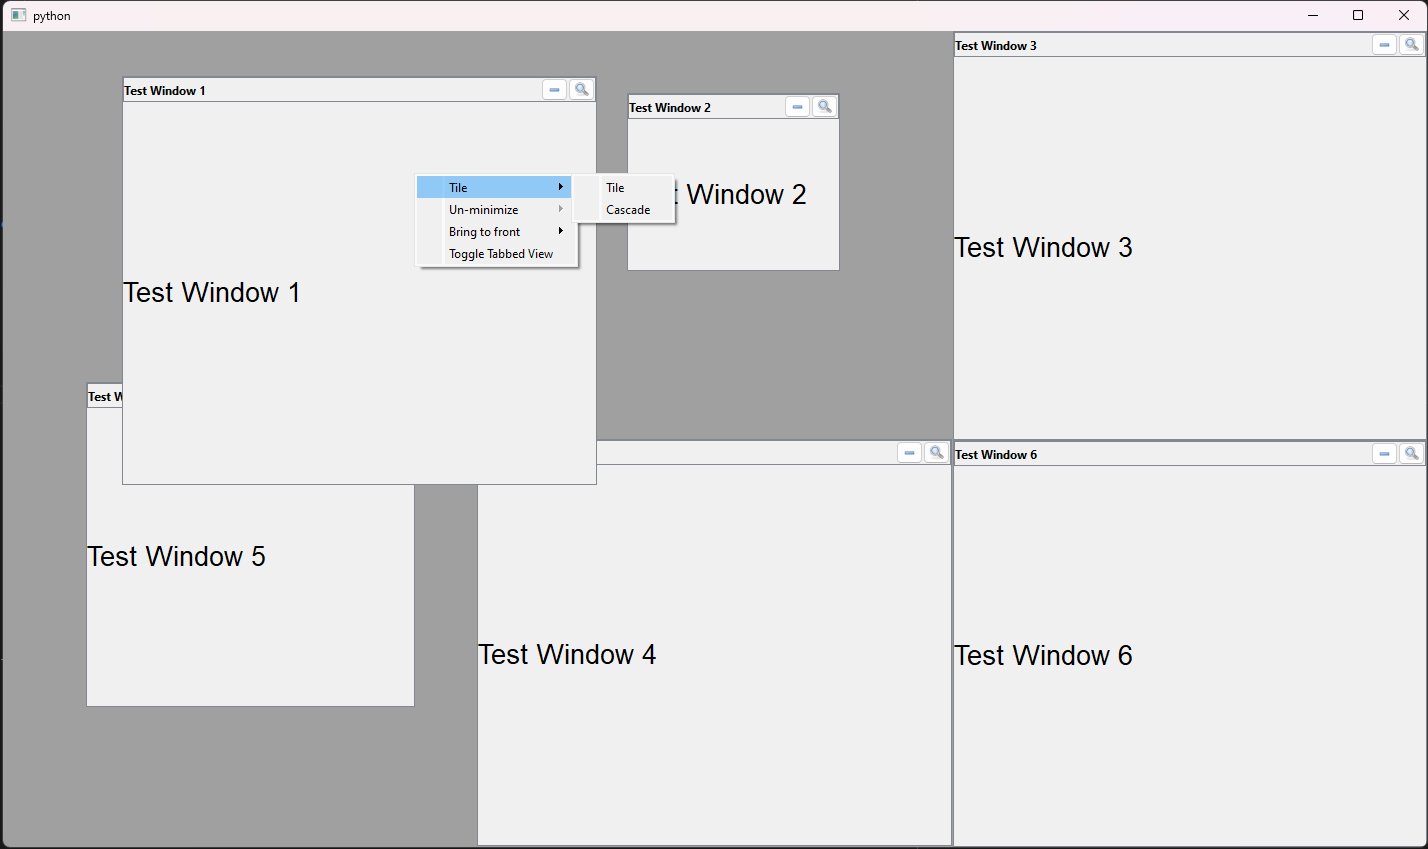 python
Test Window 3
Test Window 1
Test Window 2
Tile
Un-minimize
Bring to front
Toggle Tabbed View
Tile
Cascade
Window 2
Test Window 3
Test Window 1
Test
Test Window 6
Test Window 5
Test Window 4
Test Window 6